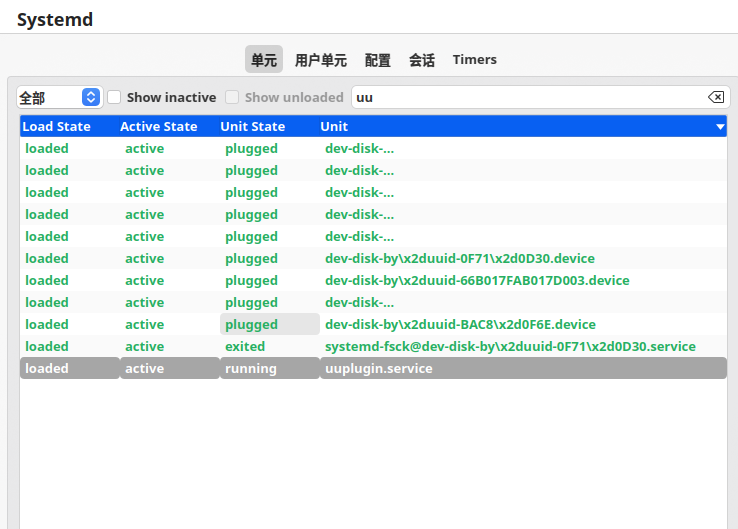 Systemd
单元 用户单元 配置 会话 Timers
全部 Show inactive Show unloaded uu
Load State Active State Unit State Unit
loaded active plugged dev-disk-...
loaded active plugged dev-disk-...
loaded active plugged dev-disk-...
loaded active plugged dev-disk-...
loaded active plugged dev-disk-...
loaded active plugged dev-disk-by\x2duuid-0F71\x2d0D30.device
loaded active plugged dev-disk-by\x2duuid-66B017FAB017D003.device
loaded active plugged dev-disk-...
loaded active plugged dev-disk-by\x2duuid-BAC8\x2d0F6E.device
loaded active exited systemd-fsck@dev-disk-by\x2duuid-0F71\x2d0D30.service
loaded active running uuplugin.service